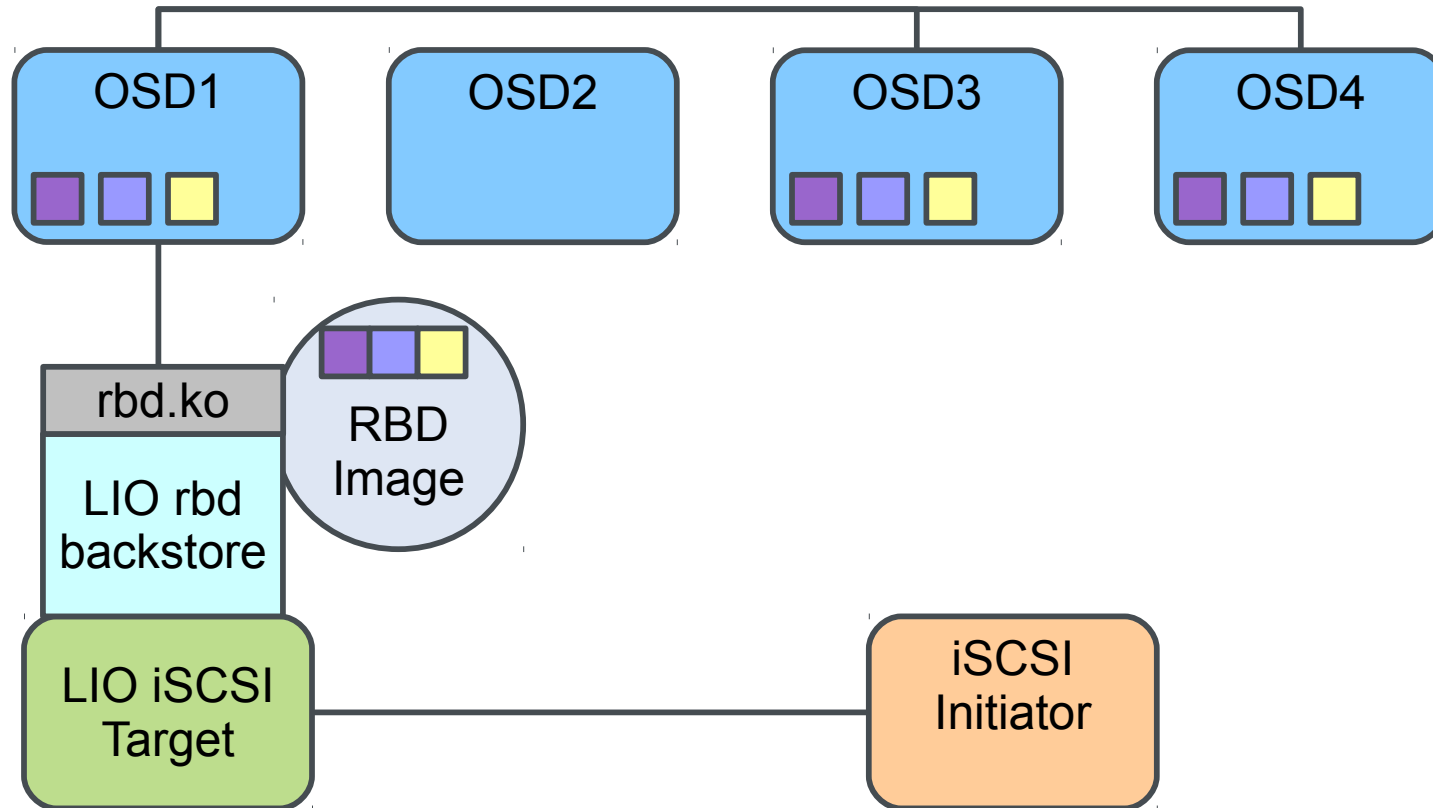 OSD1
OSD2
OSD3
OSD4
rbd.ko
RBD
Image
LIO rbd
backstore
LIO iSCSI
Target
iSCSI
Initiator